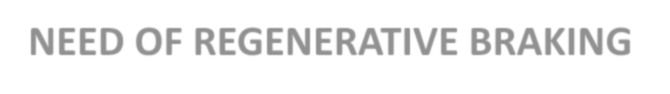 NEED OF REGENERATIVE BRAKING